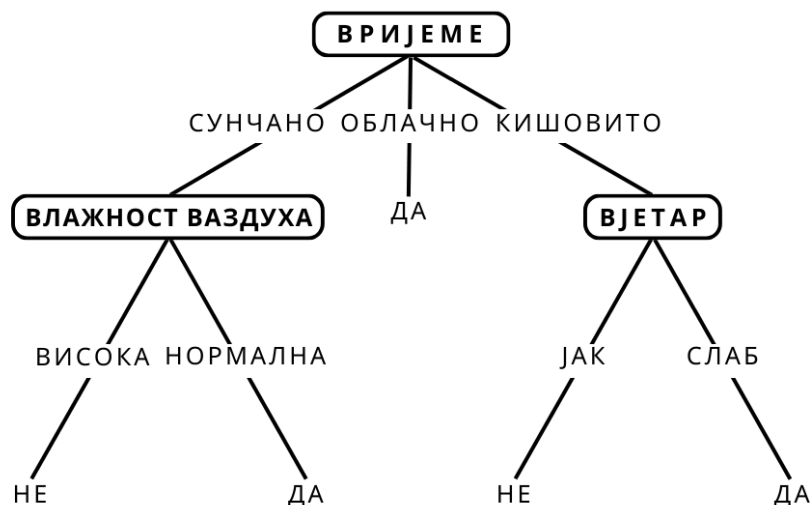 ВРИЈЕМЕ
СУНЧАНО ОБЛАЧНО КИШОВИТО
ВЛАЖНОСТ ВАЗДУХА
ДА
ВЈЕТАР
ВИСОКА НОРМАЛНА
ЈАК
СЛАБ
НЕ
ДА
НЕ
ДА